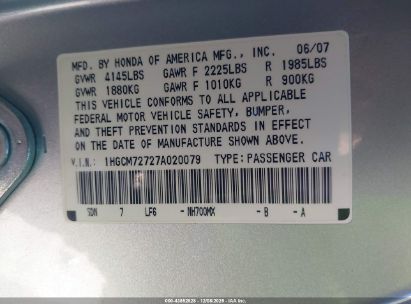 MFD. BY HONDA OF AMERICA MFG., INC. 06/07
GVWR 4145LBS GAWR F 2225LBS R 1985LBS
GVWR 1880KG GAWR F 1010KG R 900KG
THIS VEHICLE CONFORMS TO ALL APPLICABLE
FEDERAL MOTOR VEHICLE SAFETY, BUMPER,
AND THEFT PREVENTION STANDARDS IN EFFECT
ON THE DATE OF MANUFACTURE SHOWN ABOVE.
V.I.N.: 1HGCM72727A020079 TYPE: PASSENGER CAR
SDN 7 LF6 - NH700MX - B - A